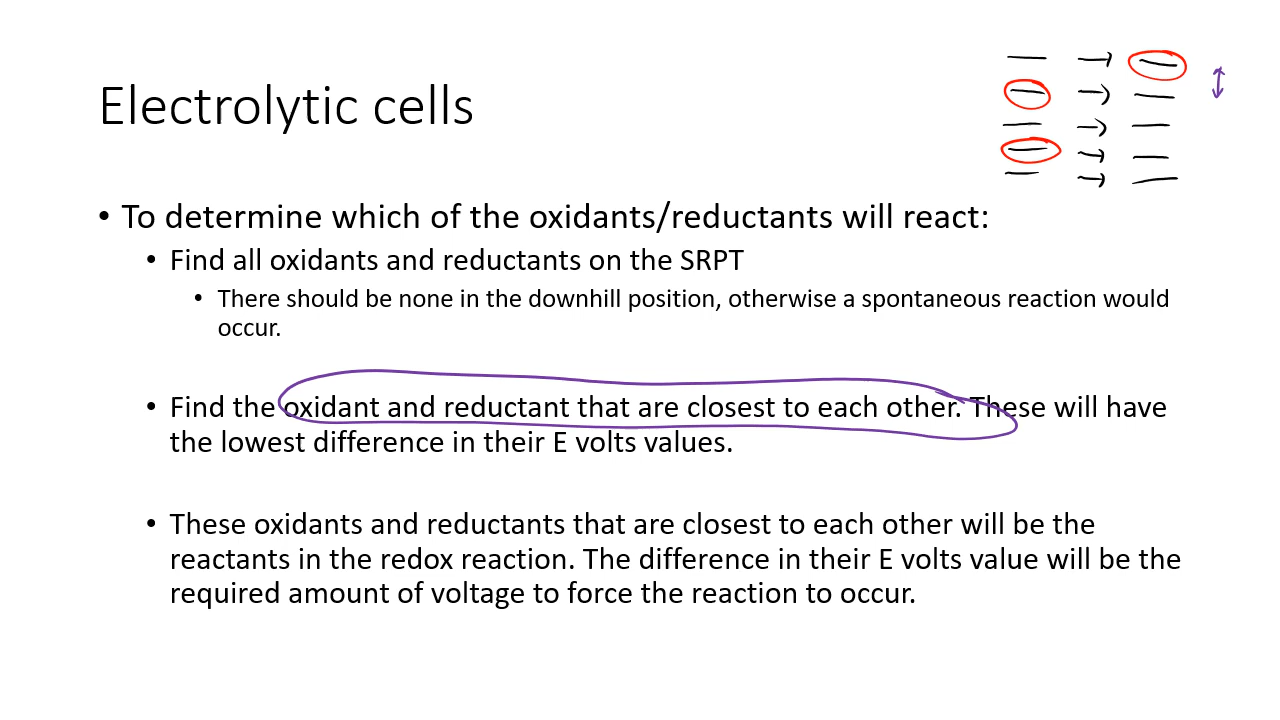 Electrolytic cells
• To determine which of the oxidants/reductants will react:
• Find all oxidants and reductants on the SRPT
• There should be none in the downhill position, otherwise a spontaneous reaction would
occur.
• Find the oxidant and reductant that are closest to each other. These will have
the lowest difference in their E volts values.
• These oxidants and reductants that are closest to each other will be the
reactants in the redox reaction. The difference in their E volts value will be the
required amount of voltage to force the reaction to occur.